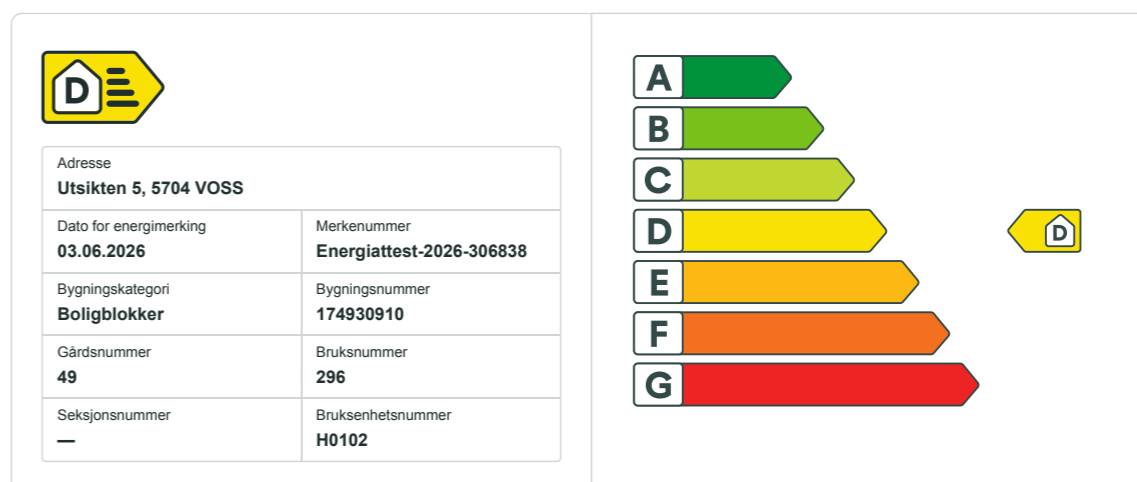 D
Adresse
Utsikten 5, 5704 VOSS
Dato for energimerking
03.06.2026
Merkenummer
Energiattest-2026-306838
Bygningskategori
Boligblokker
Bygningsnummer
174930910
Gårdsnummer
49
Bruksnummer
296
Seksjonsnummer
—
Bruksenhetsnummer
H0102
A
B
C
D
D
E
F
G